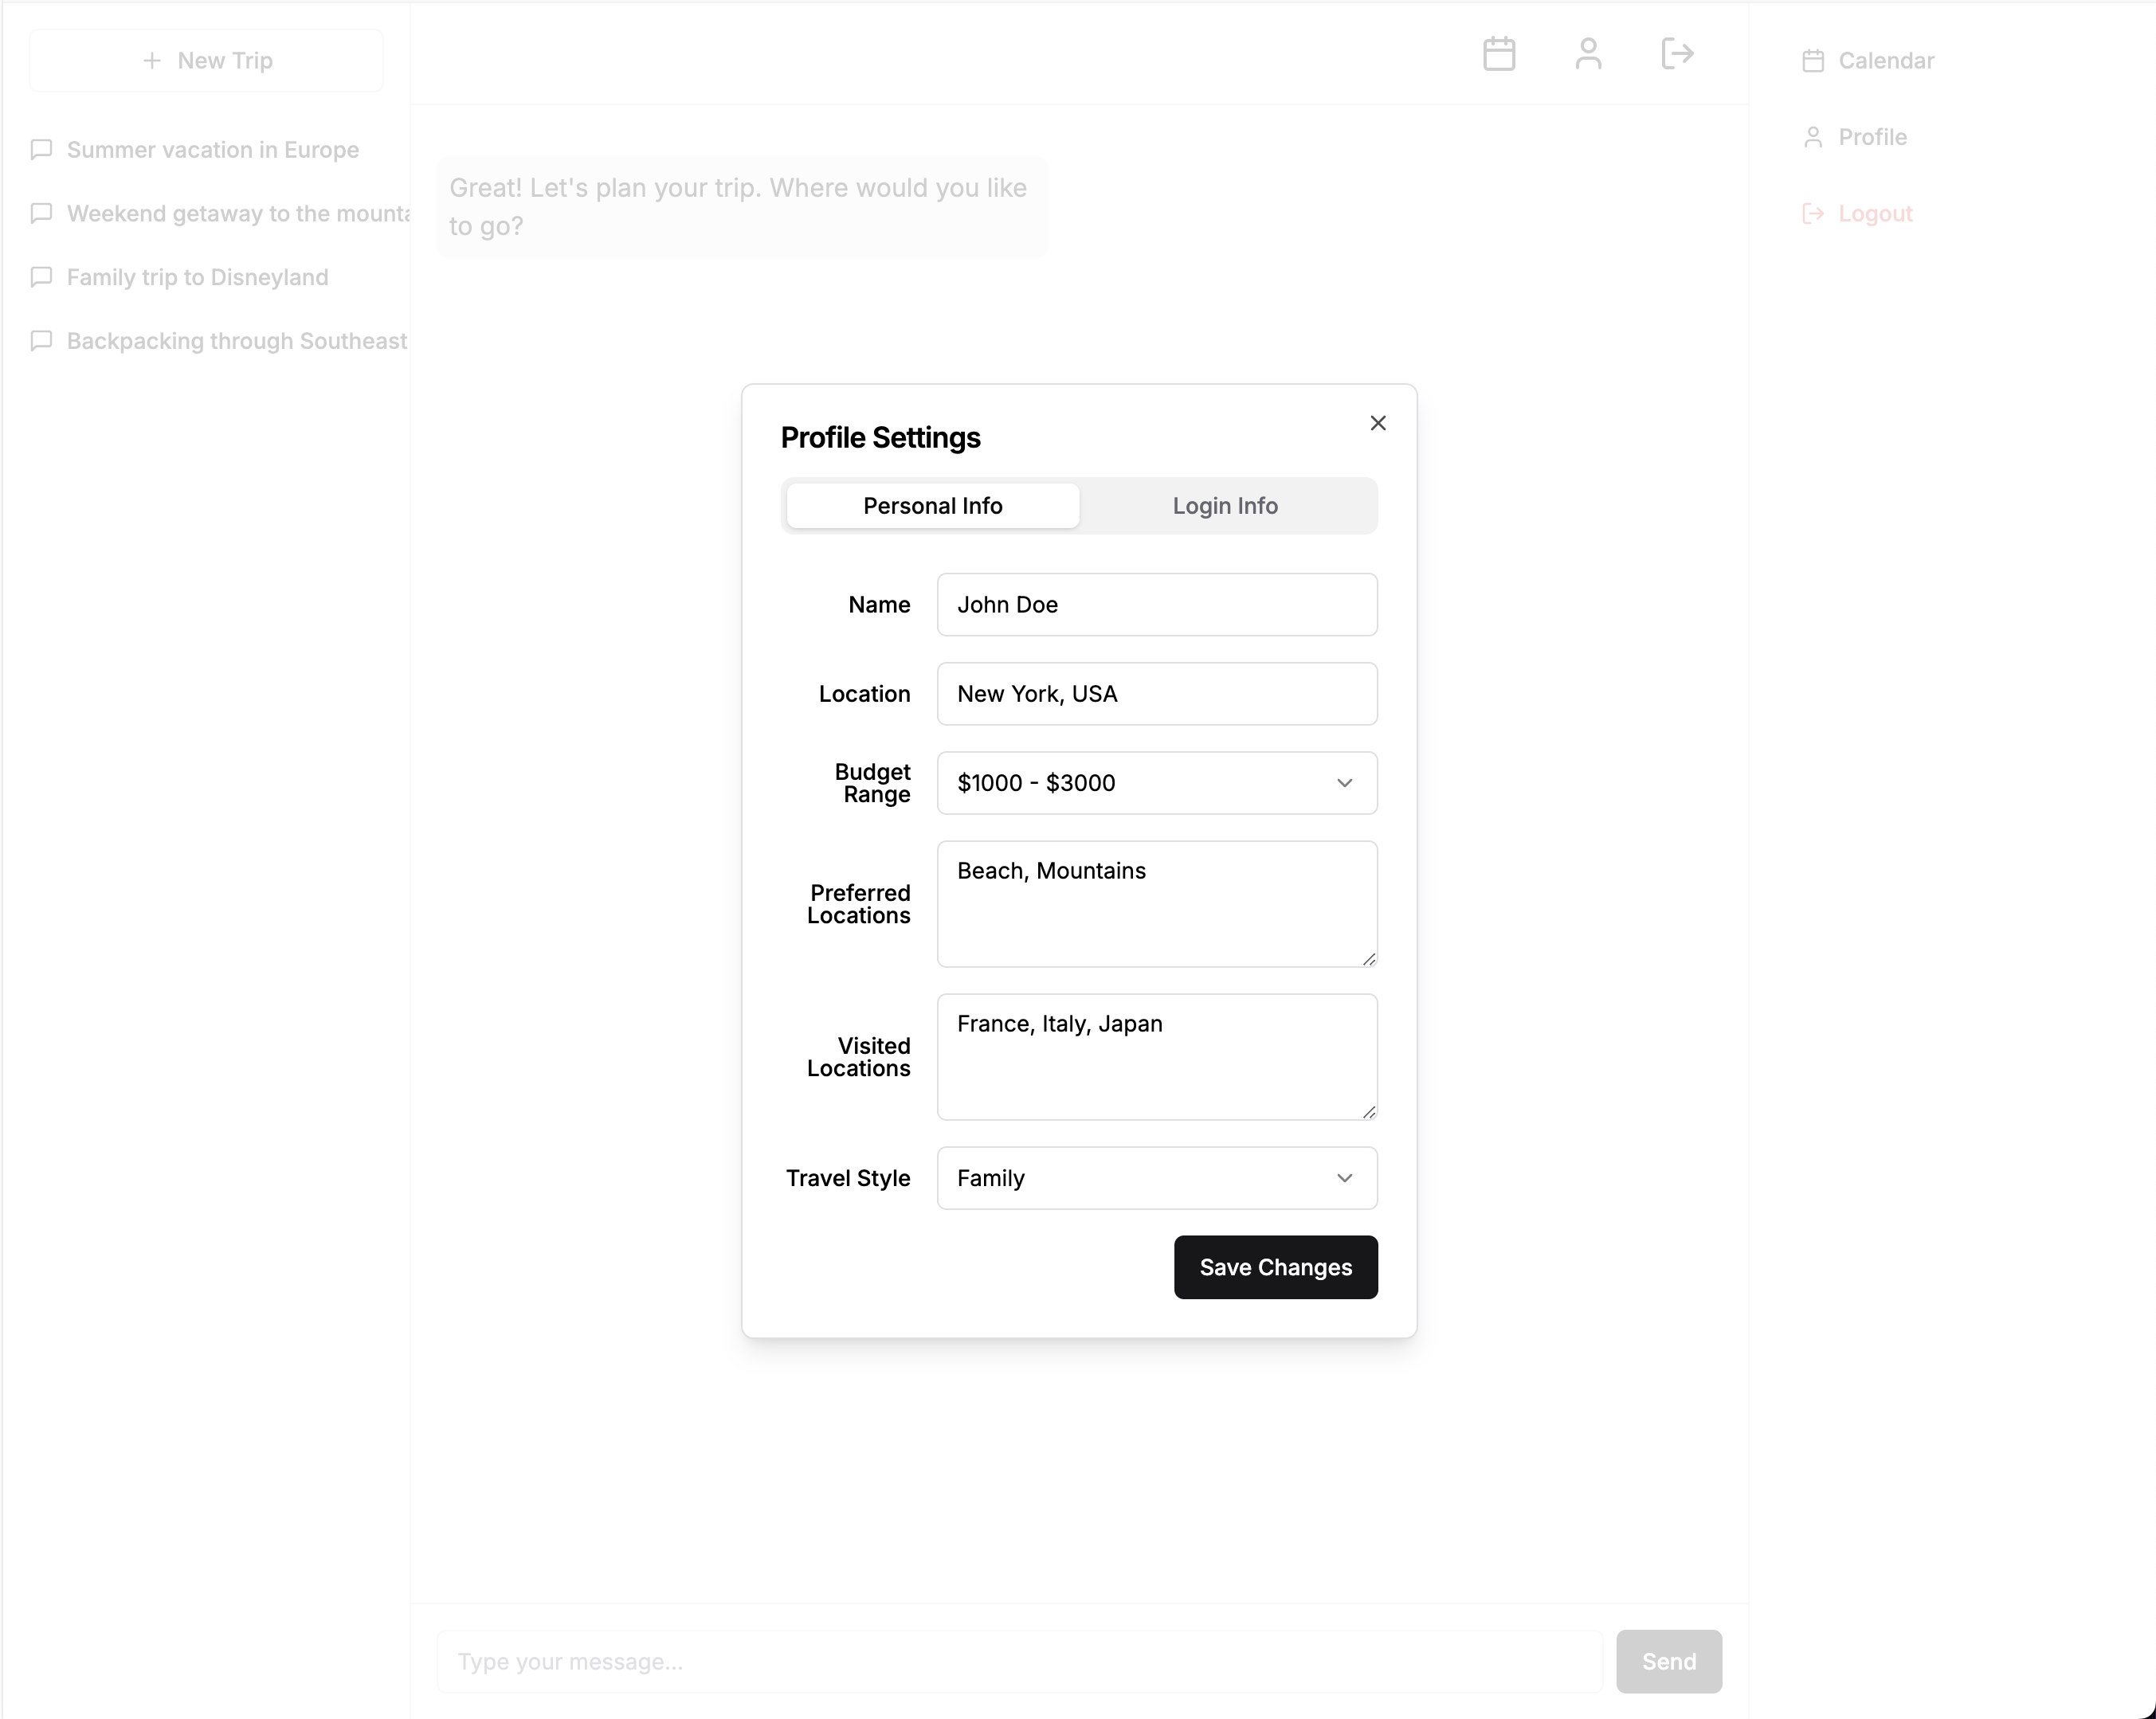 New Trip
Summer vacation in Europe
Weekend getaway to the mounta
Family trip to Disneyland
Backpacking through Southeast
Great! Let's plan your trip. Where would you like
to go?
Calendar
Profile
Logout
Profile Settings
Personal Info
Login Info
Name
John Doe
Location
New York, USA
Budget
Range
$1000 - $3000
Preferred
Locations
Beach, Mountains
Visited
Locations
France, Italy, Japan
Travel Style
Family
Save Changes
Type your message...
Send